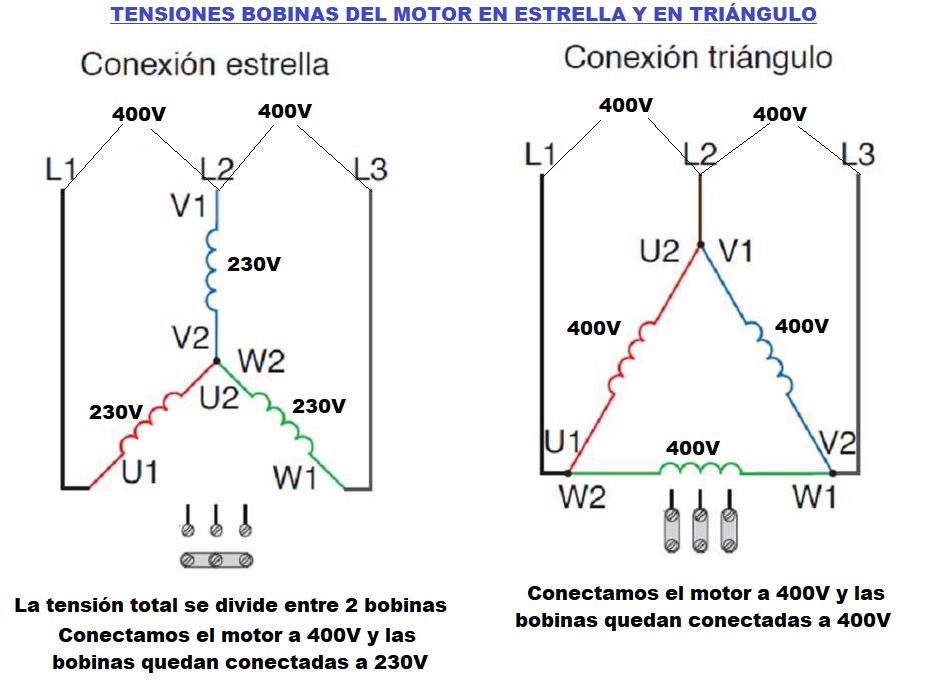 TENSIONES BOBINAS DEL MOTOR EN ESTRELLA Y EN TRIÁNGULO
Conexión estrella
400V
400V
L1
L2
L3
V1
230V
V2
W2
U2
230V
230V
U1
W1
La tensión total se divide entre 2 bobinas
Conectamos el motor a 400V y las
bobinas quedan conectadas a 230V
Conexión triángulo
400V
400V
L1
L2
L3
U2
V1
400V
400V
U1
400V
V2
W2
W1
Conectamos el motor a 400V y las
bobinas quedan conectadas a 400V